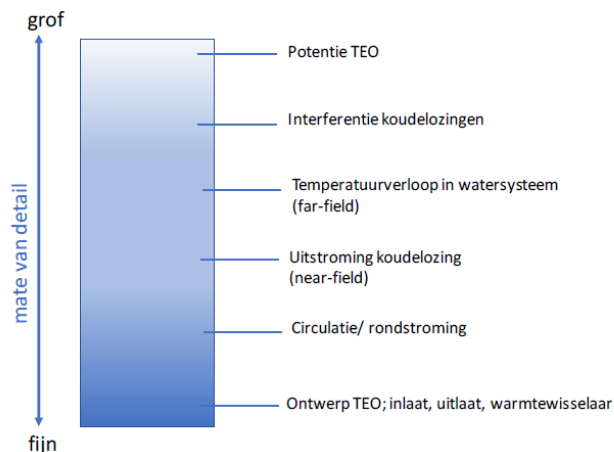 grof
Potentie TEO
Interferentie koudelozingen
Temperatuurverloop in watersysteem
(far-field)
mate van detail
Uitstroming koudelozing
(near-field)
Circulatie/ rondstroming
Ontwerp TEO; inlaat, uitlaat, warmtewisselaar
fijn